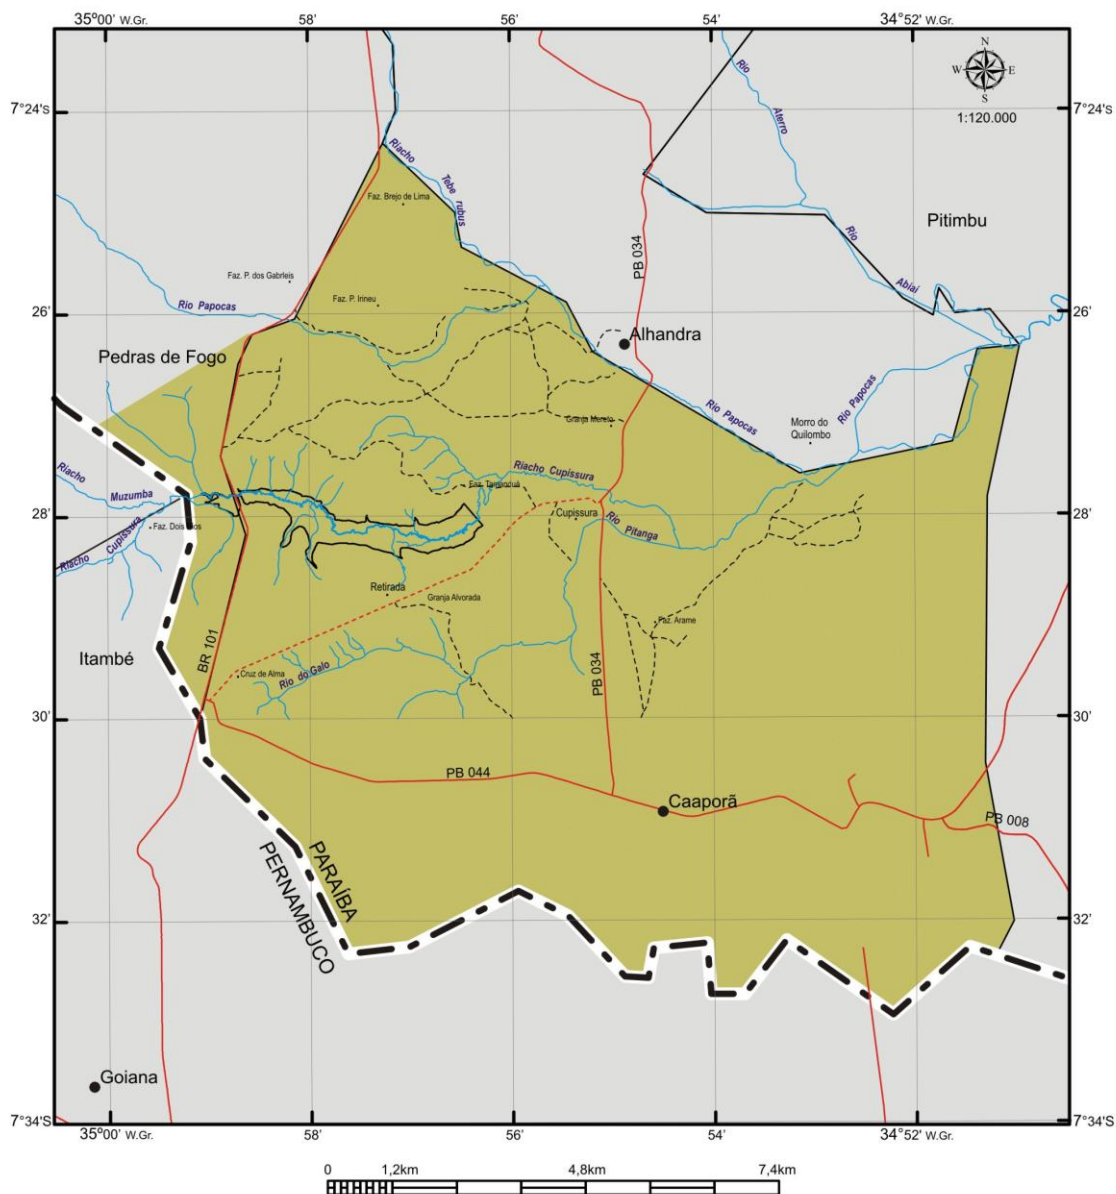 35°00' W.Gr.
58'
56'
54'
34°52' W.Gr.
N
W E
S
1:120.000
7°24'S
7°24'S
Rio
Aterro
Riacho
Tebe rubus
Faz. Brejo de Lima
Pitimbu
Rio
PB 034
Faz. P. dos Gabrleis
Abiaí
Rio Papocas
Faz. P. Irineu
26'
26'
Alhandra
Pedras de Fogo
Rio Papocas
Rio Papocas
Granja Mereto
Morro do
Quilombo
Riacho
Muzumba
Riacho Cupissura
28'
28'
Cupissura
Rio
Pitanga
Riacho Cupissura
Retirada
Granja Alvorada
Faz. Arame
BR 101
Itambé
PB 034
Cruz de Alma
Rio do Galo
30'
30'
PB 044
Caaporã
PB 008
PARAÍBA
PERNAMBUCO
32'
32'
Goiana
7°34'S
7°34'S
35°00' W.Gr.
58'
56'
54'
34°52' W.Gr.
0
1,2km
4,8km
7,4km